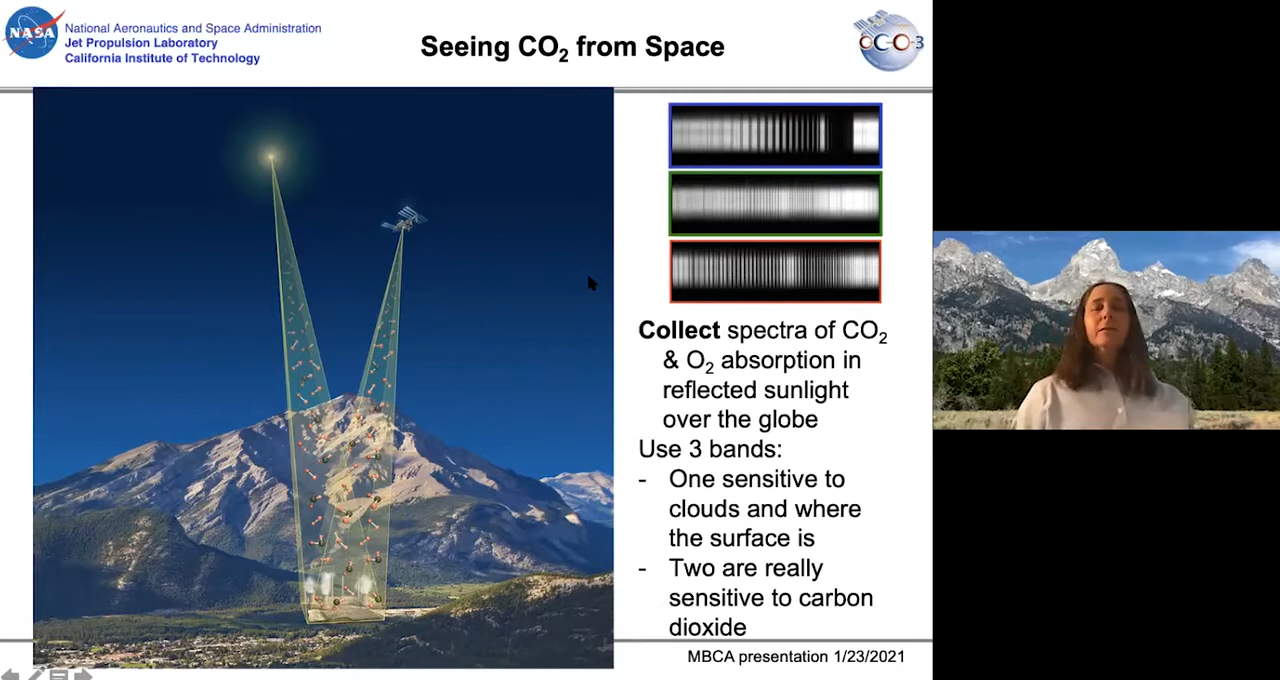 NASA
National Aeronautics and Space Administration
Jet Propulsion Laboratory
California Institute of Technology
Seeing CO₂ from Space
OCO-3
Collect spectra of CO₂
& O₂ absorption in
reflected sunlight
over the globe
Use 3 bands:
- One sensitive to
clouds and where
the surface is
- Two are really
sensitive to carbon
dioxide
MBCA presentation 1/23/2021